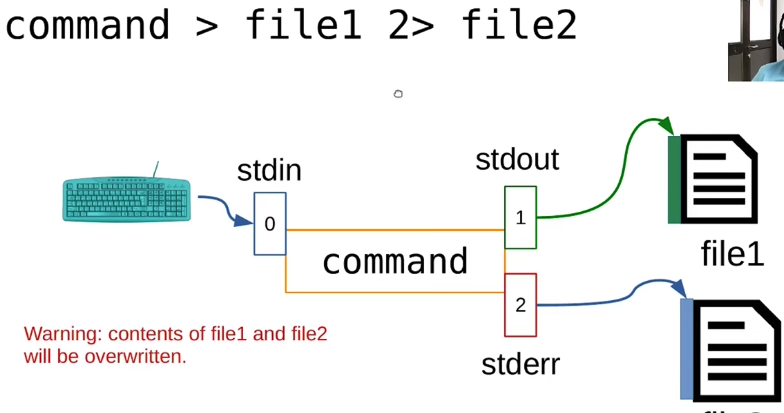 command > file1 2> file2
stdin
stdout
0
1
command
file1
2
Warning: contents of file1 and file2
will be overwritten.
stderr